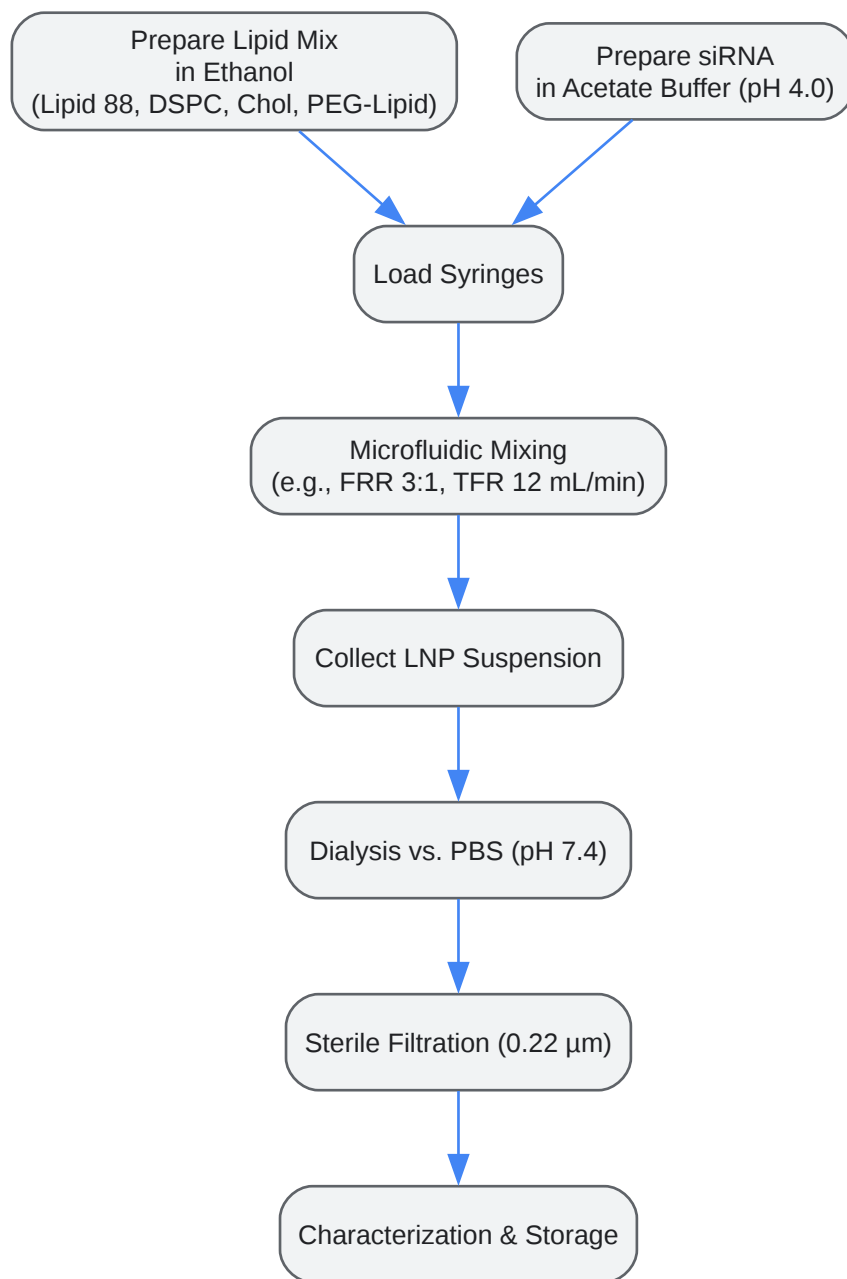 Prepare Lipid Mix
in Ethanol
(Lipid 88, DSPC, Chol, PEG-Lipid)
Prepare siRNA
in Acetate Buffer (pH 4.0)
Load Syringes
Microfluidic Mixing
(e.g., FRR 3:1, TFR 12 mL/min)
Collect LNP Suspension
Dialysis vs. PBS (pH 7.4)
Sterile Filtration (0.22 µm)
Characterization & Storage